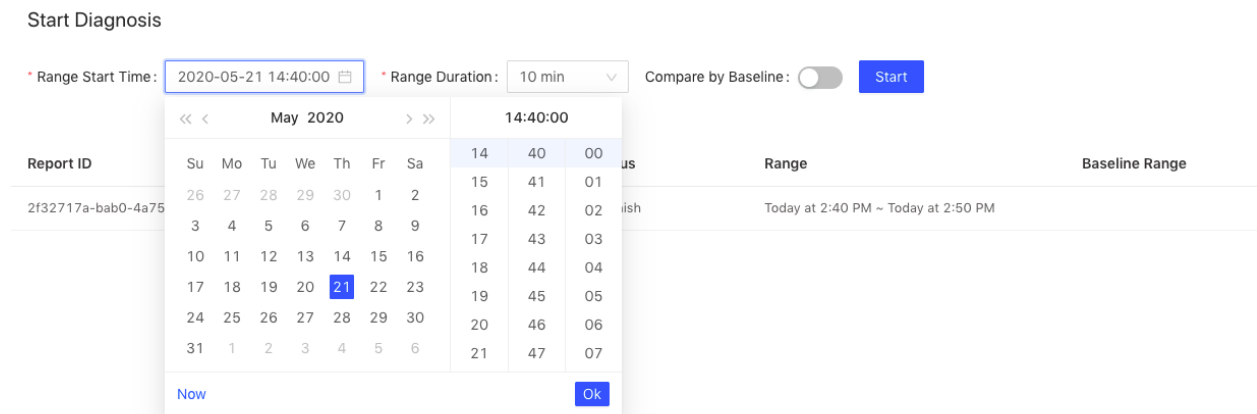 Start Diagnosis
* Range Start Time : 2020-05-21 14:40:00 * Range Duration : 10 min Compare by Baseline : Start
May 2020 14:40:00
Report ID Range Baseline Range
Su Mo Tu We Th Fr Sa 14 40 00
26 27 28 29 30 1 2 15 41 01
2f32717a-bab0-4a75 16 42 02 Today at 2:40 PM ~ Today at 2:50 PM
3 4 5 6 7 8 9 17 43 03
10 11 12 13 14 15 16 18 44 04
17 18 19 20 21 22 23 19 45 05
24 25 26 27 28 29 30 20 46 06
31 1 2 3 4 5 6 21 47 07
Now Ok